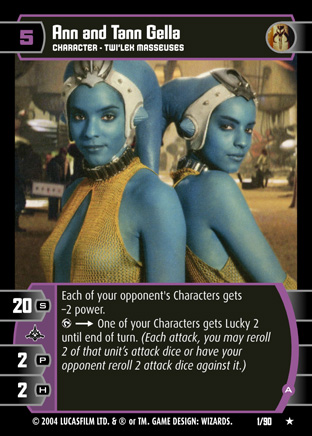 5
Ann and Tann Gella
CHARACTER - TWI'LEK MASSEUSES
20 S
Each of your opponent's Characters gets
-2 power.
→ One of your Characters gets Lucky 2
until end of turn. (Each attack, you may reroll
2 P
2 of that unit's attack dice or have your
opponent reroll 2 attack dice against it.)
2 H
A
© 2004 LUCASFILM LTD. & ® or TM. GAME DESIGN: WIZARDS.
1/90 ★